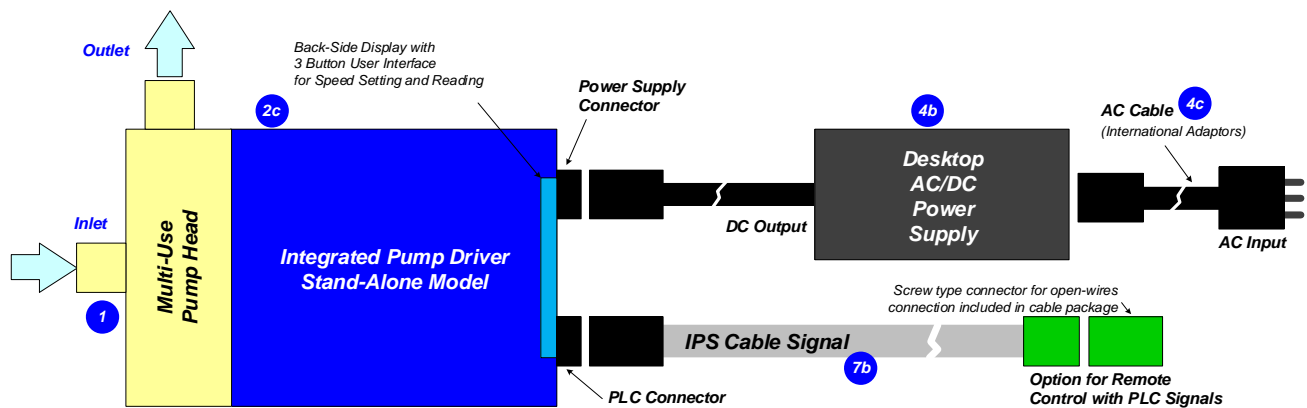 Outlet
Back-Side Display with
3 Button User Interface
for Speed Setting and Reading
2c
Power Supply
Connector
4b
AC Cable
4c
(International Adaptors)
Desktop
AC/DC
Power
Supply
DC Output
AC Input
Inlet
1
Multi-Use
Pump Head
Integrated Pump Driver
Stand-Alone Model
Screw type connector for open-wires
connection included in cable package
IPS Cable Signal
7b
PLC Connector
Option for Remote
Control with PLC Signals